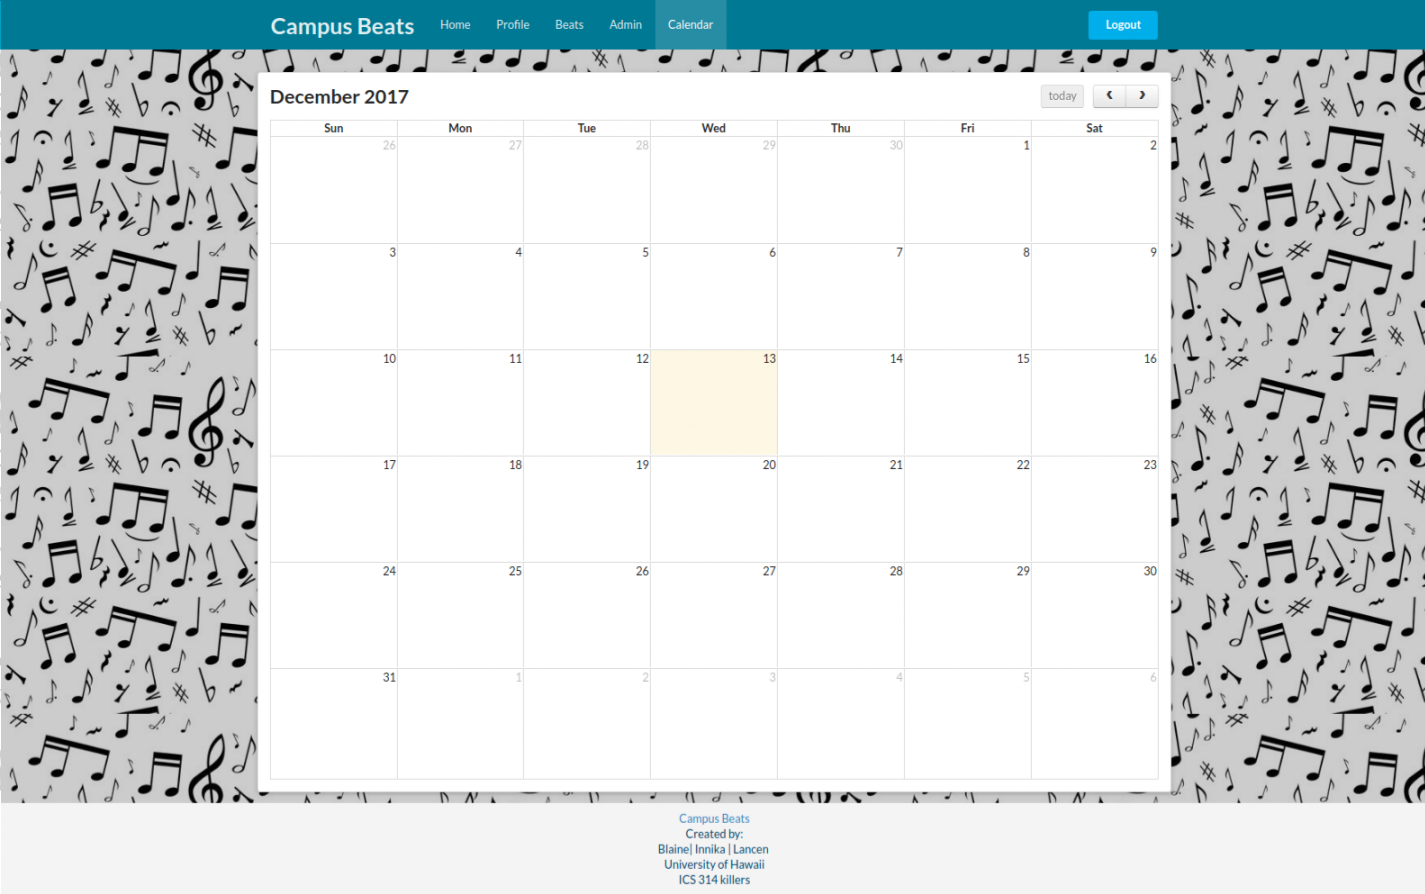 Campus Beats Home Profile Beats Admin Calendar Logout
December 2017 today
Sun Mon Tue Wed Thu Fri Sat
26 27 28 29 30 1 2
3 4 5 6 7 8 9
10 11 12 13 14 15 16
17 18 19 20 21 22 23
24 25 26 27 28 29 30
31 1 2 3 4 5 6
Campus Beats
Created by:
Blaine| Innika | Lancen
University of Hawaii
ICS 314 killers